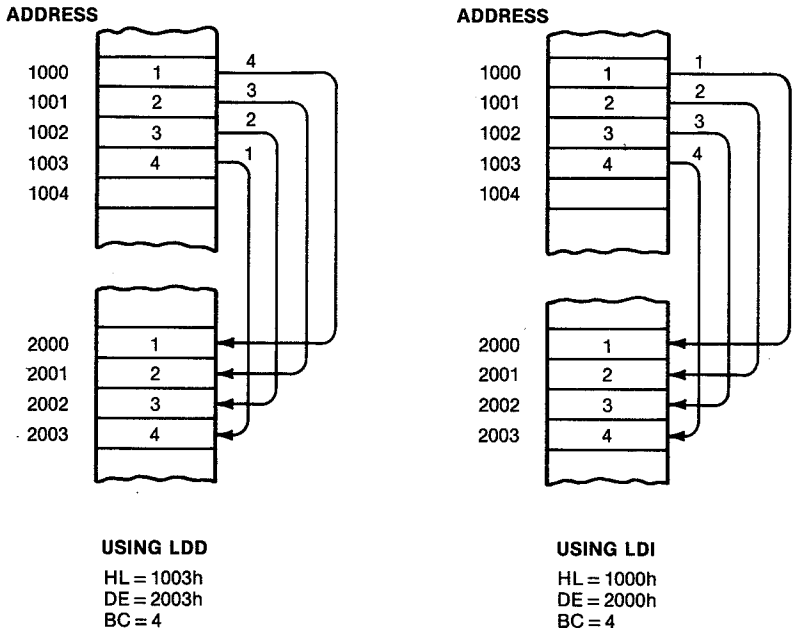 ADDRESS
1000 1 4
1001 2 3
1002 3 2
1003 4 1
1004
2000 1
2001 2
2002 3
2003 4
USING LDD
HL = 1003h
DE = 2003h
BC = 4
ADDRESS
1000 1 1
1001 2 2
1002 3 3
1003 4 4
1004
2000 1
2001 2
2002 3
2003 4
USING LDI
HL = 1000h
DE = 2000h
BC = 4